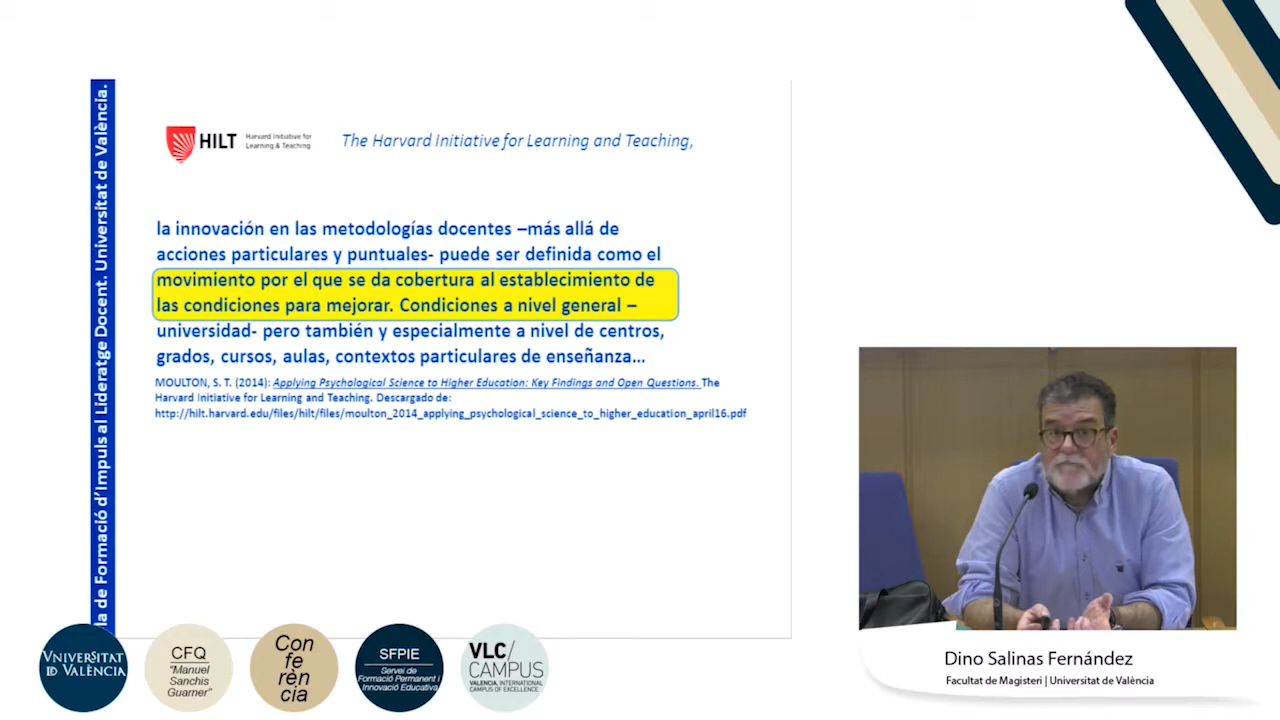 la de Formació d'Impuls al Lideratge Docent. Universitat de València.
HILT
Harvard Initiative for
Learning & Teaching
The Harvard Initiative for Learning and Teaching,
la innovación en las metodologías docentes –más allá de
acciones particulares y puntuales- puede ser definida como el
movimiento por el que se da cobertura al establecimiento de
las condiciones para mejorar. Condiciones a nivel general –
universidad- pero también y especialmente a nivel de centros,
grados, cursos, aulas, contextos particulares de enseñanza...
MOULTON, S. T. (2014): Applying Psychological Science to Higher Education: Key Findings and Open Questions. The
Harvard Initiative for Learning and Teaching. Descargado de:
http://hilt.harvard.edu/files/hilt/files/moulton_2014_applying_psychological_science_to_higher_education_april16.pdf
Dino Salinas Fernández
Facultat de Magisteri | Universitat de València
VNIVERSITAT
ID VALÈNCIA
CFQ
"Manuel
Sanchis
Guarner"
Con
fe
rèn
cia
SFPIE
Servei de
Formació Permanent i
Innovació Educativa
VLC/
CAMPUS
VALENCIA, INTERNATIONAL
CAMPUS OF EXCELLENCE